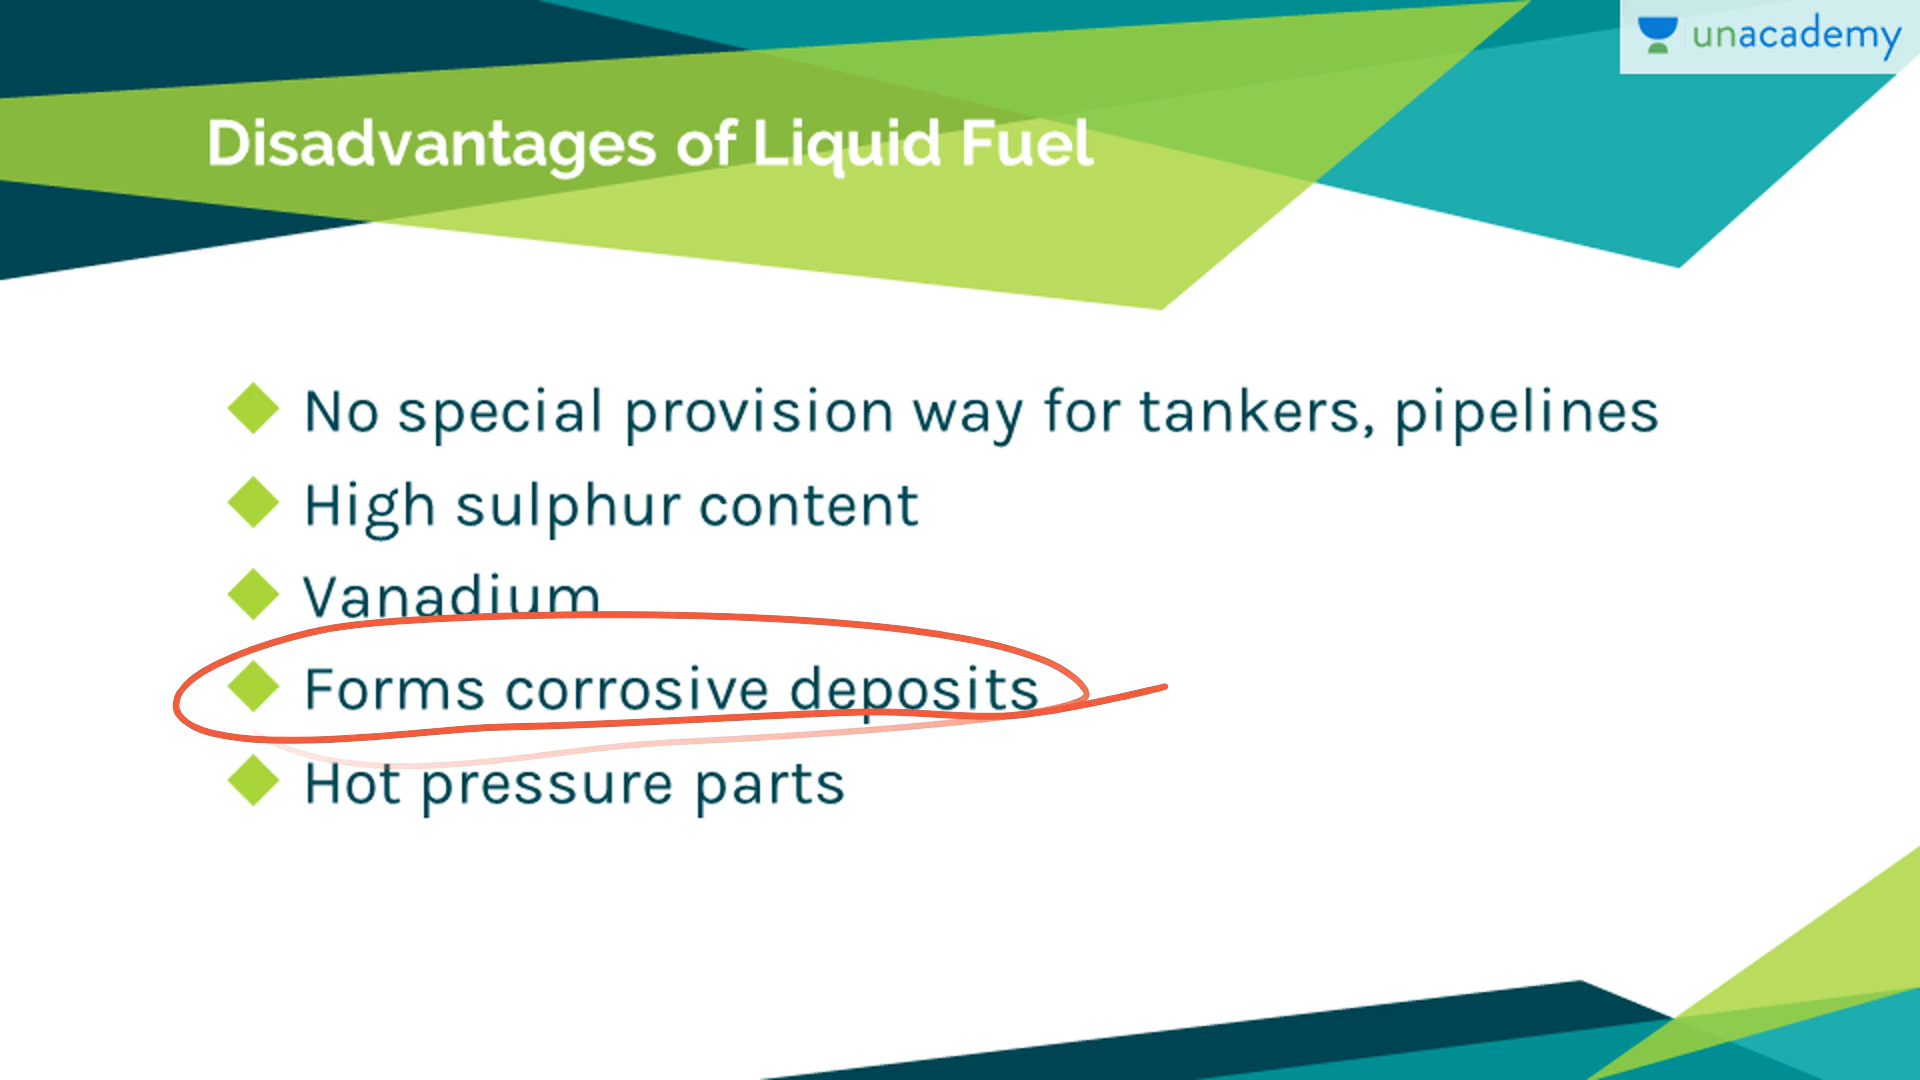 unacademy
Disadvantages of Liquid Fuel
No special provision way for tankers, pipelines
High sulphur content
Vanadium
Forms corrosive deposits
Hot pressure parts